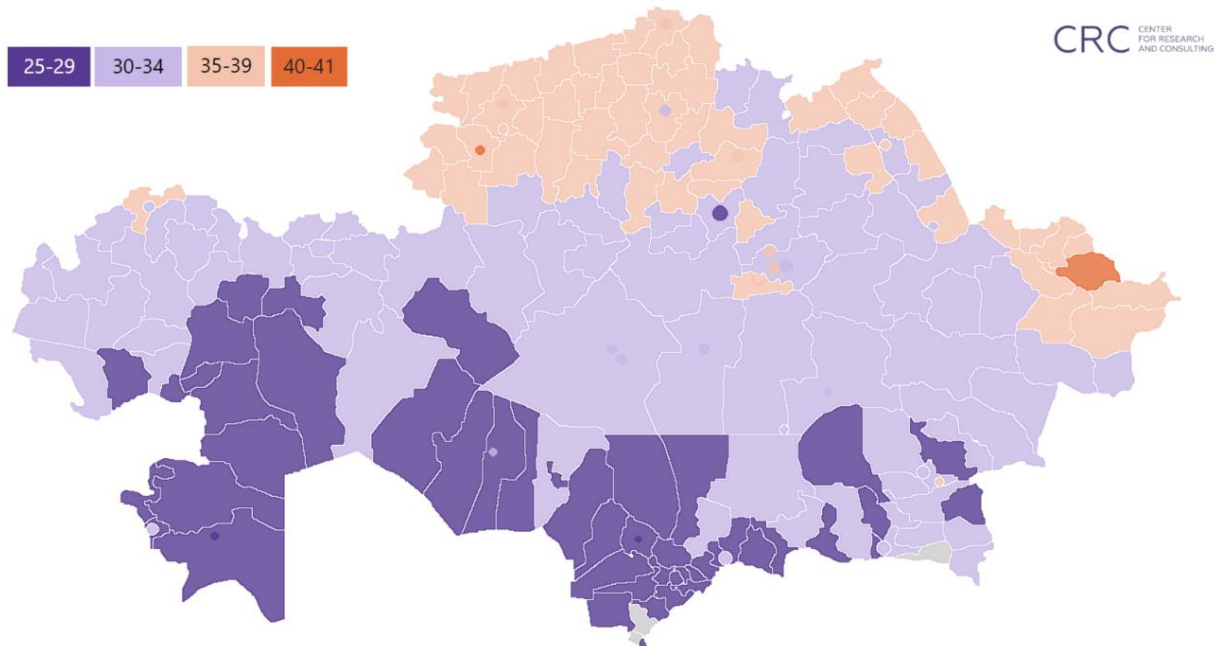 25-29 30-34 35-39 40-41
CRC
CENTER
FOR RESEARCH
AND CONSULTING